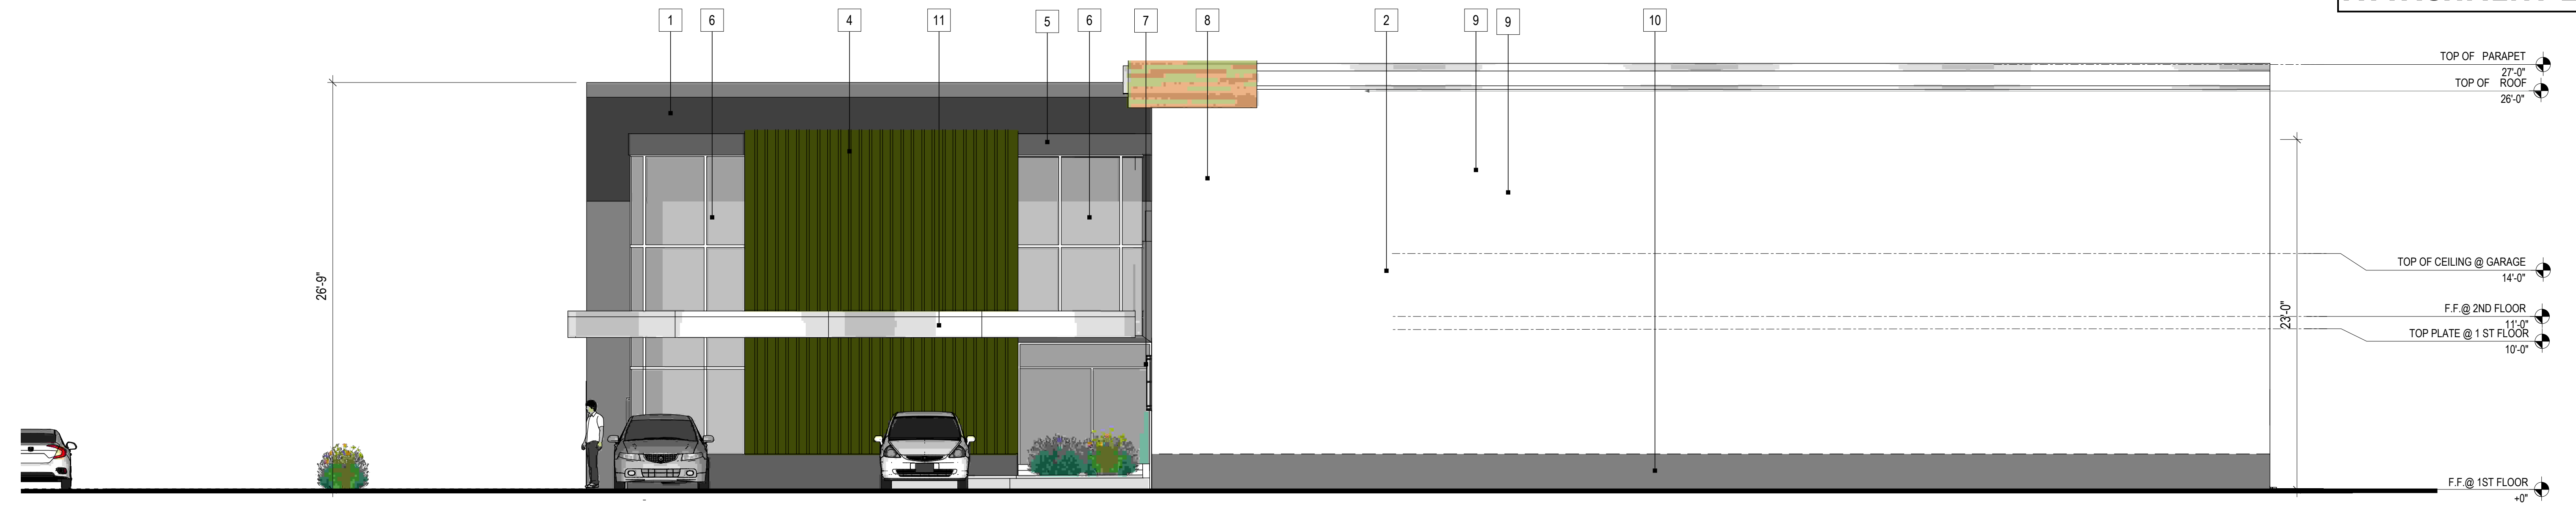 1 6 4 11 5 6 7 8 2 9 9 10
TOP OF PARAPET
27'-0"
TOP OF ROOF
26'-0"
26'-9"
TOP OF CEILING @ GARAGE
14'-0"
23'-0"
F.F.@ 2ND FLOOR
11'-0"
TOP PLATE @ 1 ST FLOOR
10'-0"
F.F.@ 1ST FLOOR
+0"